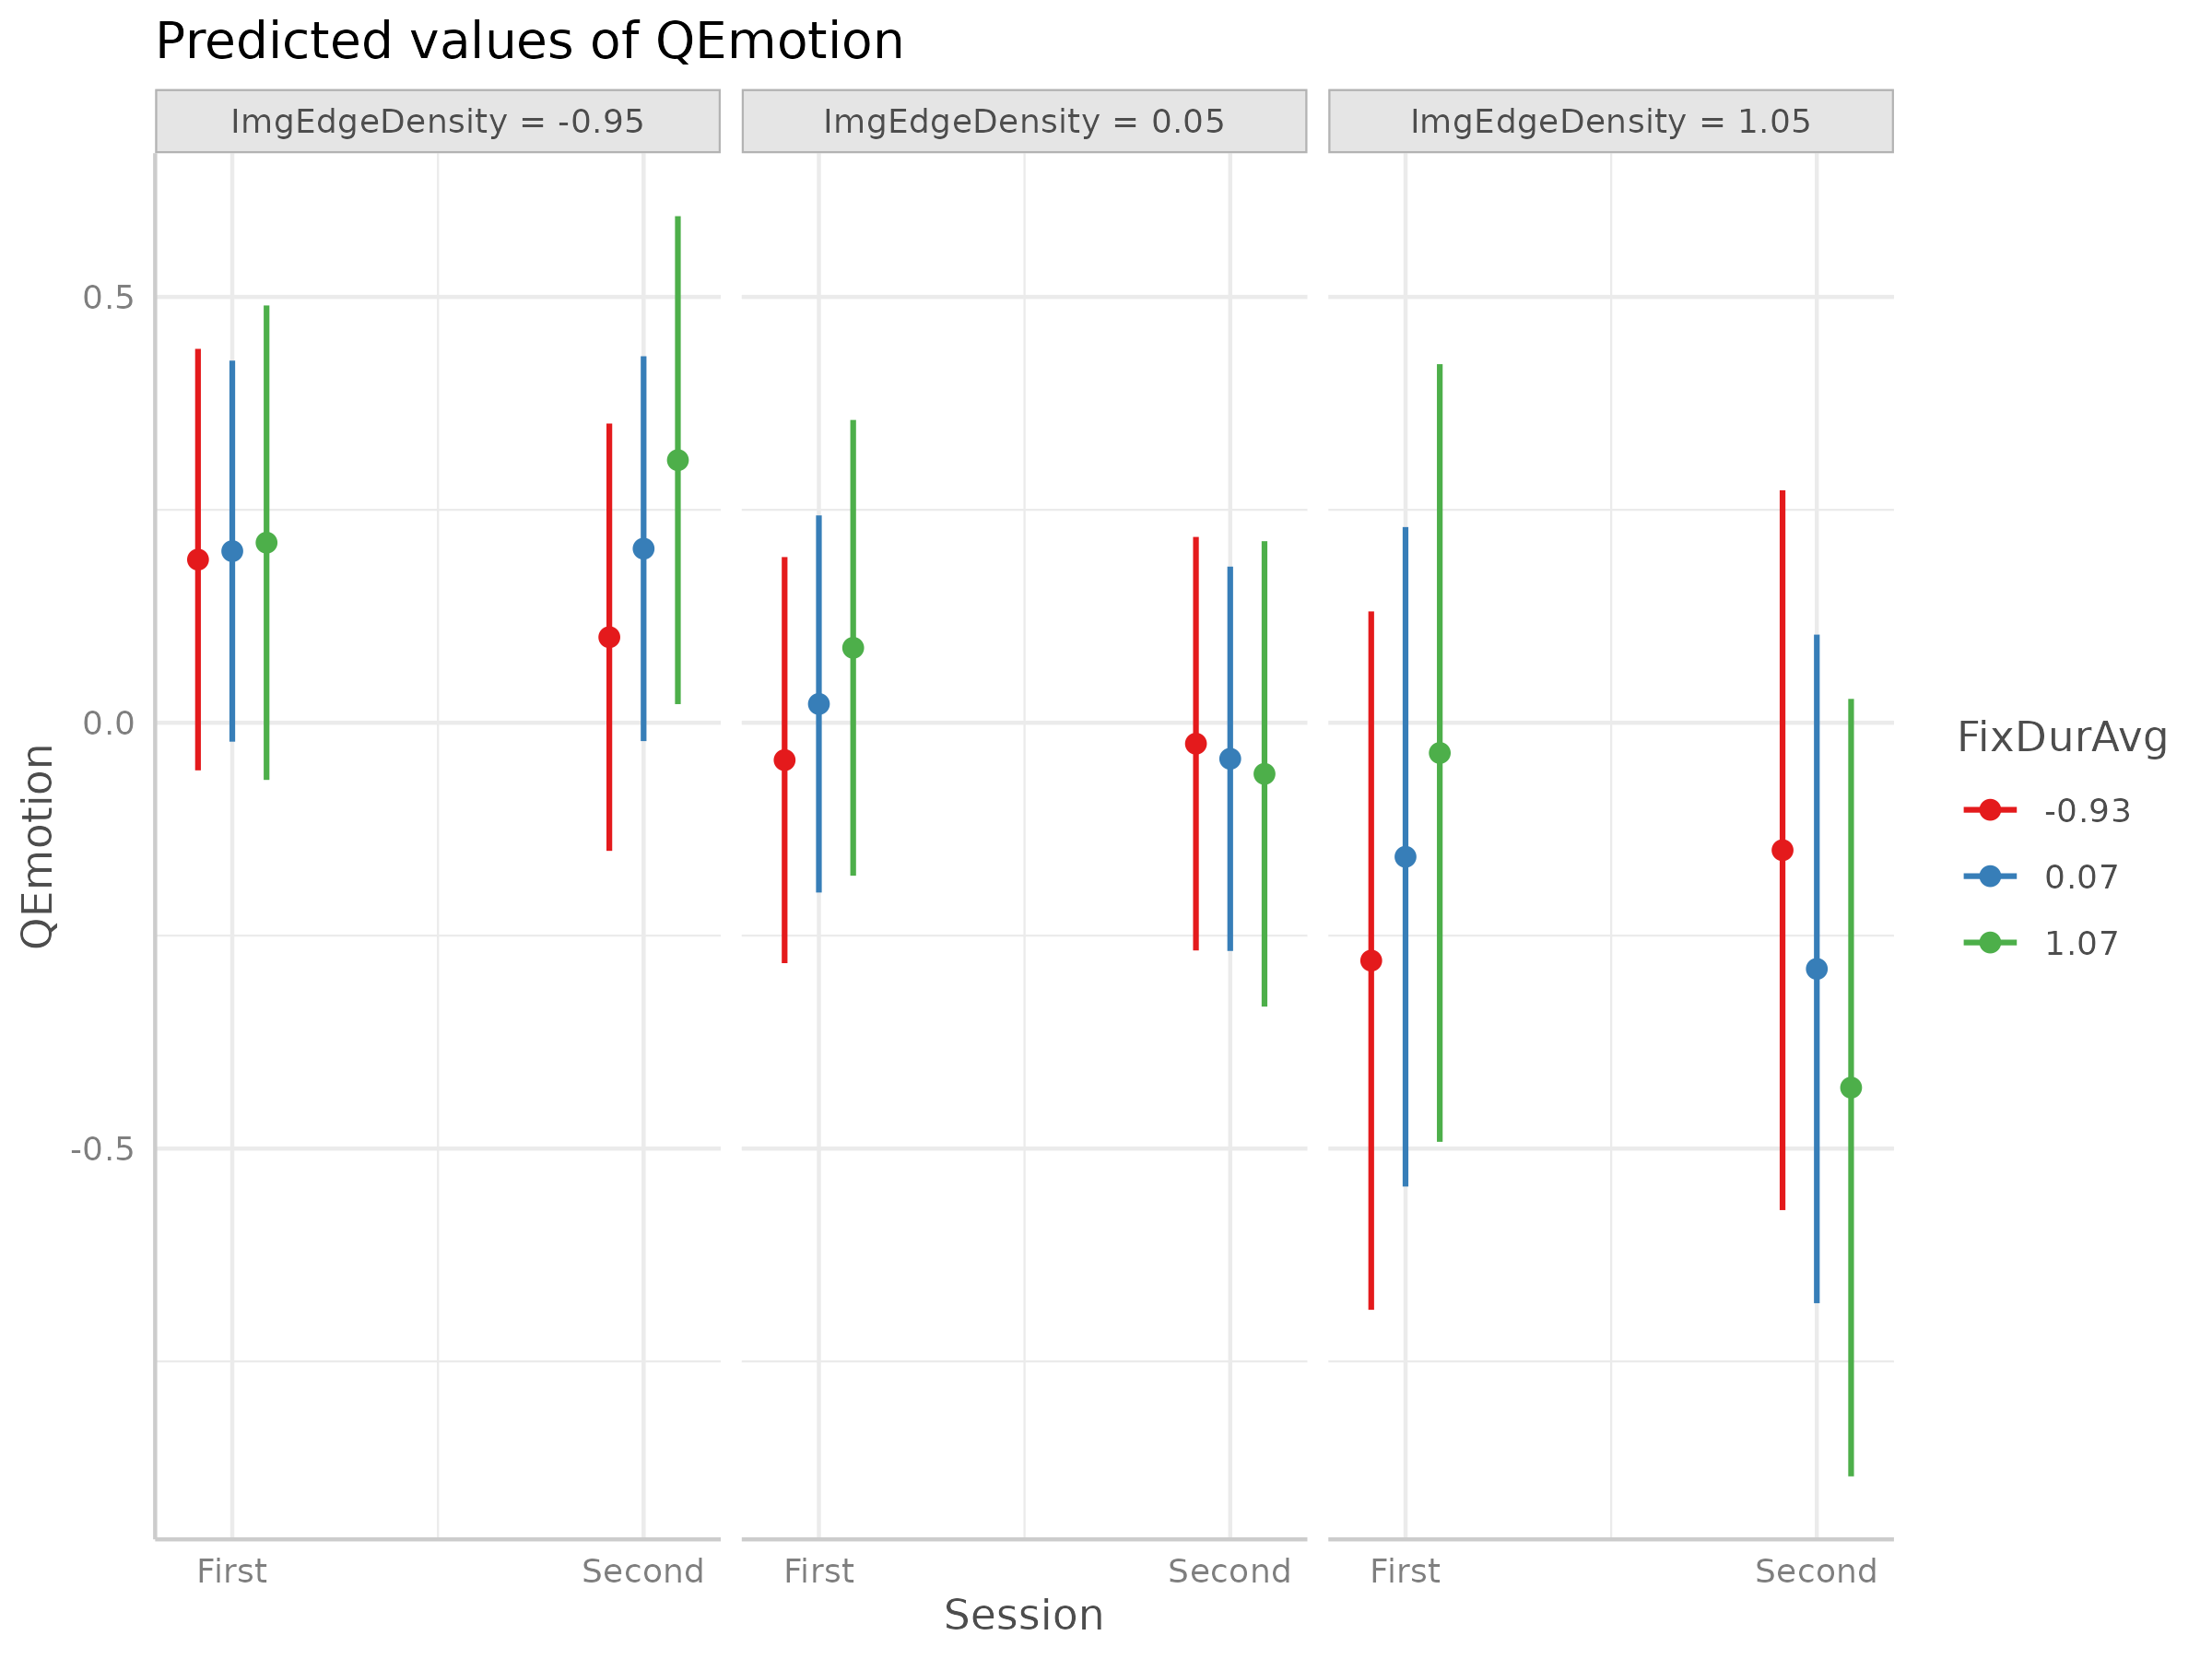 Predicted values of QEmotion
ImgEdgeDensity = -0.95
ImgEdgeDensity = 0.05
ImgEdgeDensity = 1.05
0.5
0.0
-0.5
QEmotion
First
Second
First
Second
First
Second
Session
FixDurAvg
-0.93
0.07
1.07